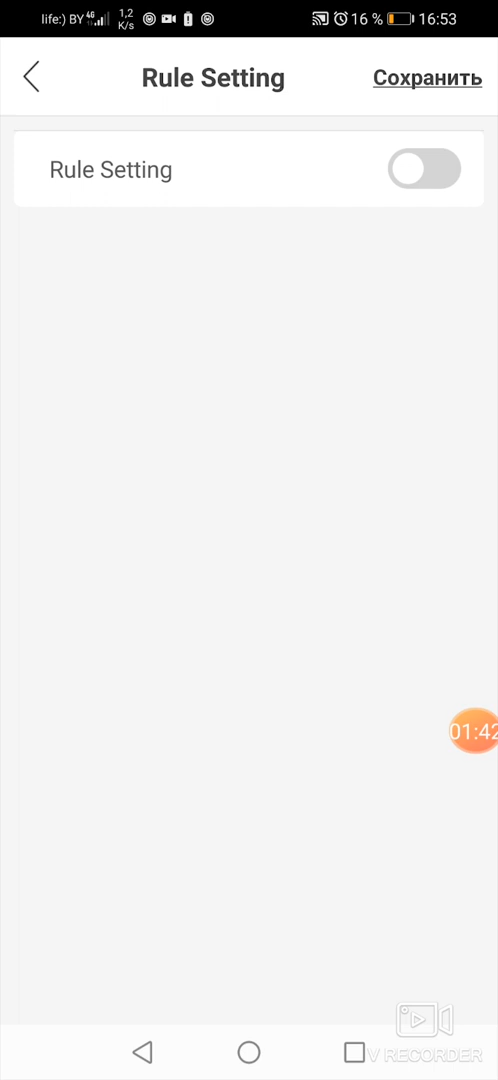 life:) BY 4G 1,2 K/s 16 % 16:53
Rule Setting Сохранить
Rule Setting
01:42
V RECORDER